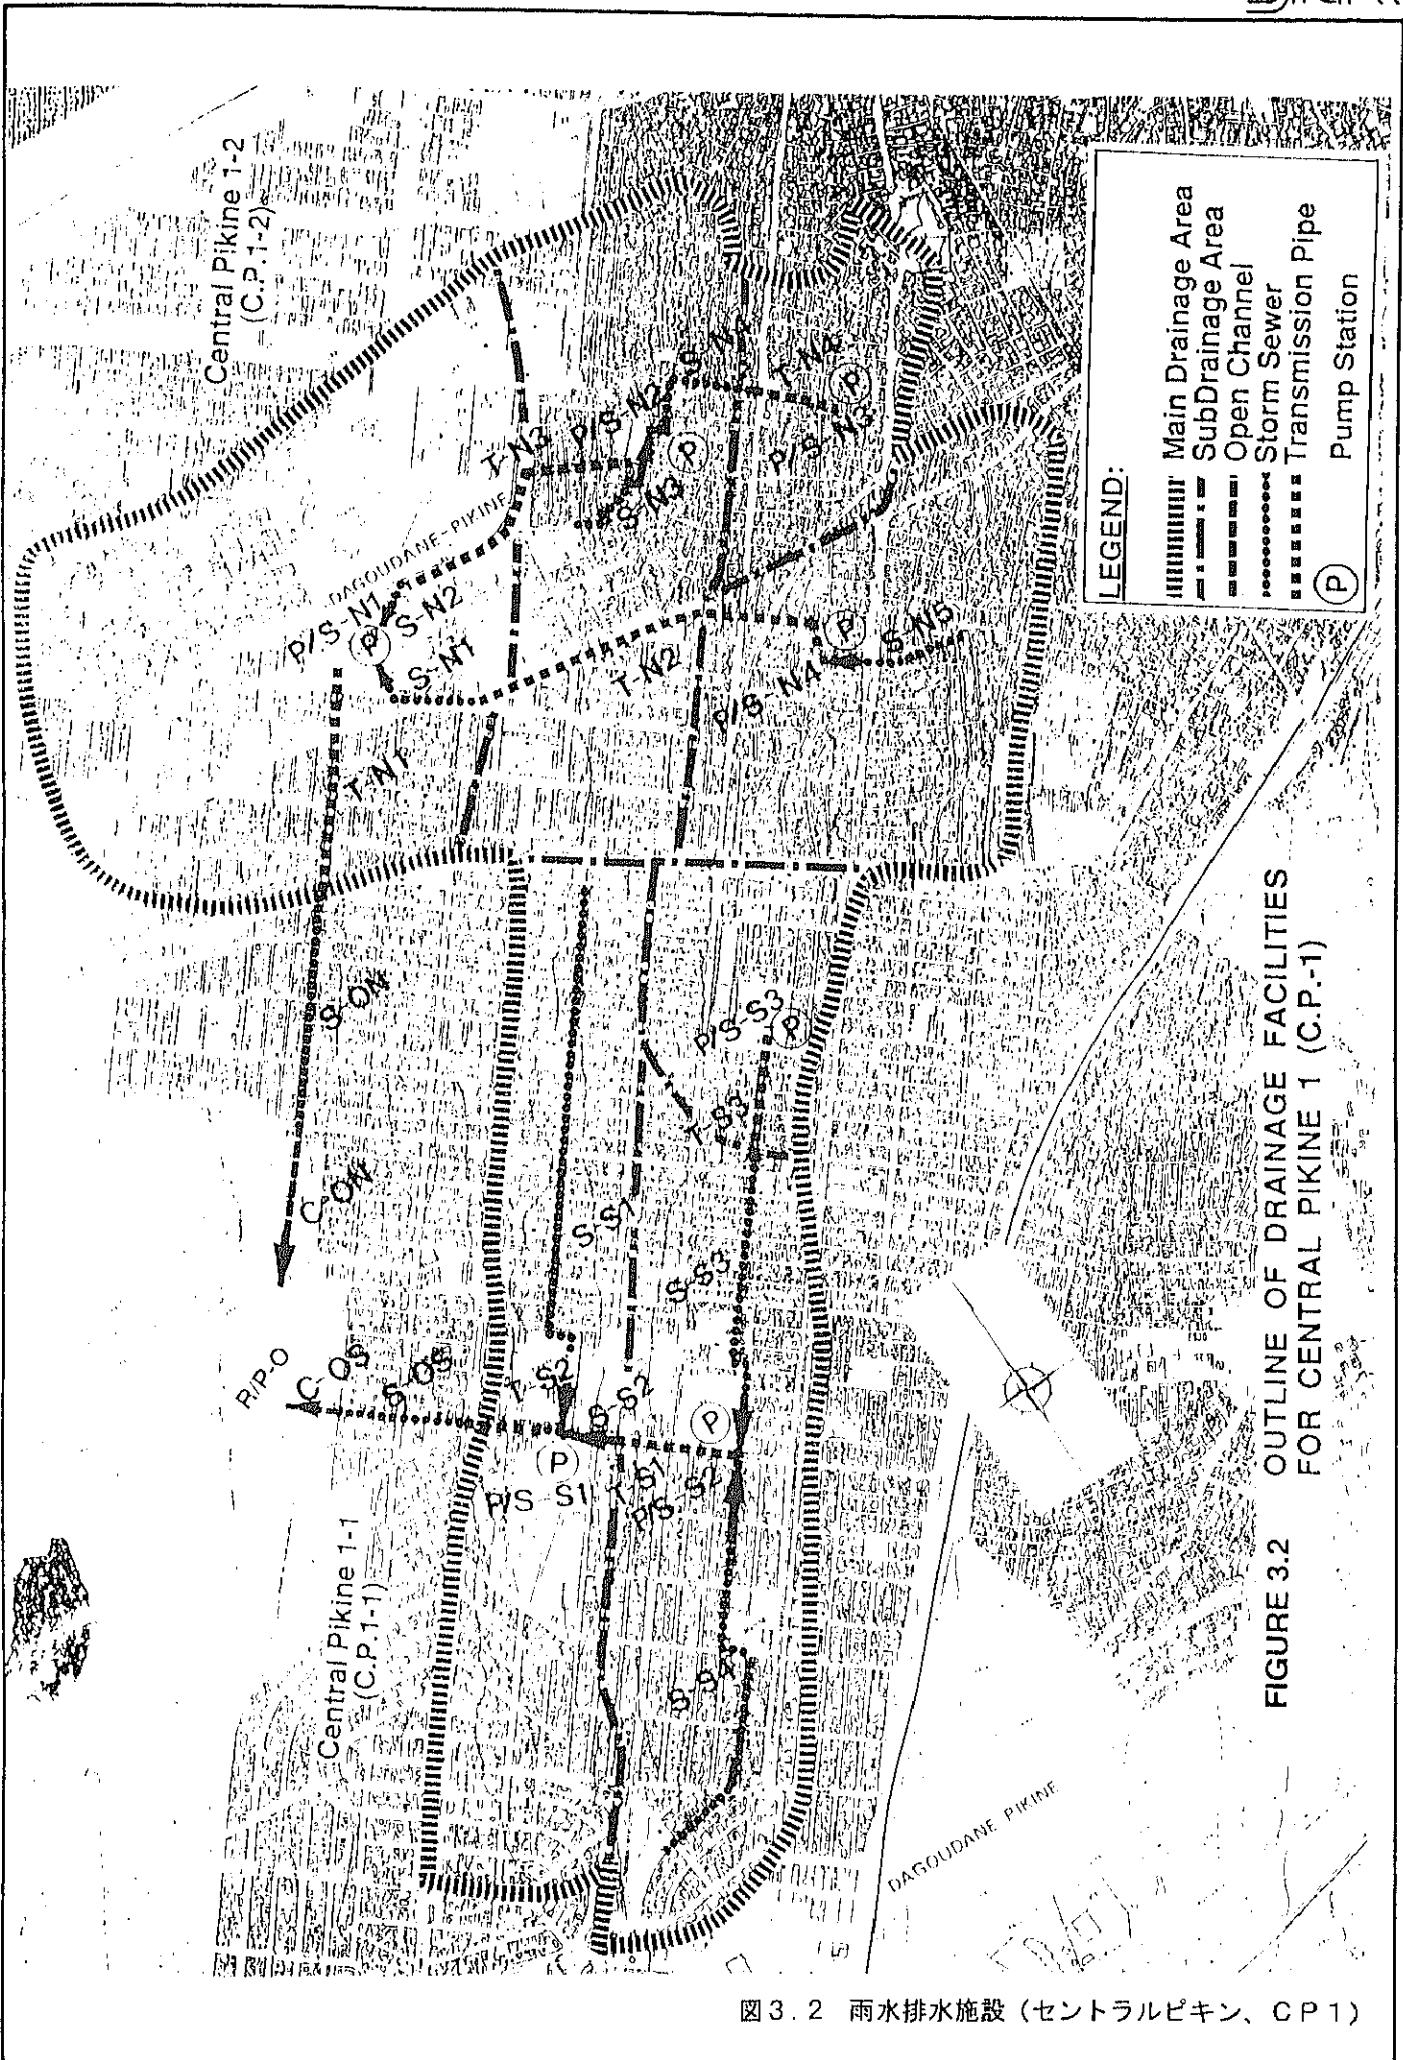 Central Pikine 1-2
(C.P.1-2)
Central Pikine 1-1
(C.P.1-1)
DAGOUDANE-PIKINE
P/S-N1
P
S-N2
S-N1
T-N1
T-N3
P/S-N2
P
S-N3
S-N4
T-N4
P
P/S-N3
T-N2
P/S-N4
P
S-N5
S-ON
C-ON
R/P-O
C-OS
S-OS
T-S2
S-S2
P
P/S-S1
T-S1
P/S-S2
P
S-S1
S-S3
T-S3
P/S-S3
P
S-S4
DAGOUDANE PIKINE
LEGEND:
Main Drainage Area
SubDrainage Area
Open Channel
Storm Sewer
Transmission Pipe
P Pump Station
FIGURE 3.2 OUTLINE OF DRAINAGE FACILITIES
FOR CENTRAL PIKINE 1 (C.P.-1)
図3.2 雨水排水施設（セントラルピキン、CP1）